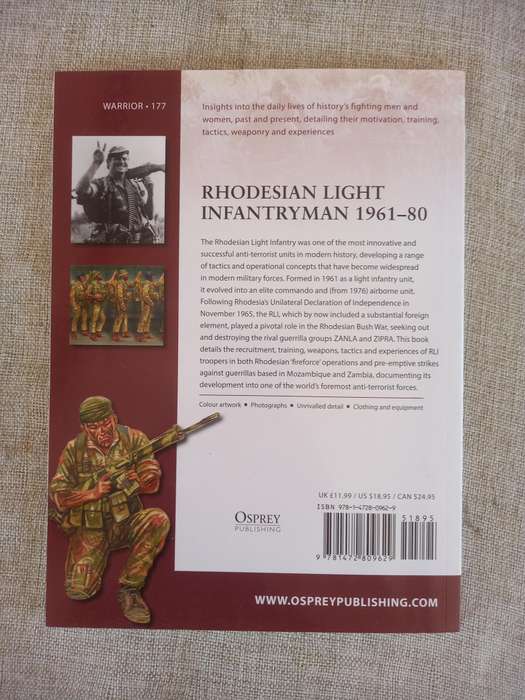 WARRIOR • 177
Insights into the daily lives of history's fighting men and
women, past and present, detailing their motivation, training,
tactics, weaponry and experiences
RHODESIAN LIGHT
INFANTRYMAN 1961–80
The Rhodesian Light Infantry was one of the most innovative and
successful anti-terrorist units in modern history, developing a range
of tactics and operational concepts that have become widespread
in modern military forces. Formed in 1961 as a light infantry unit,
it evolved into an elite commando and (from 1976) airborne unit.
Following Rhodesia's Unilateral Declaration of Independence in
November 1965, the RLI, which by now included a substantial foreign
element, played a pivotal role in the Rhodesian Bush War, seeking out
and destroying the rival guerrilla groups ZANLA and ZIPRA. This book
details the recruitment, training, weapons, tactics and experiences of RLI
troopers in both Rhodesian 'fireforce' operations and pre-emptive strikes
against guerrillas based in Mozambique and Zambia, documenting its
development into one of the world's foremost anti-terrorist forces.
Colour artwork ■ Photographs ■ Unrivalled detail ■ Clothing and equipment
UK £11.99 / US $18.95 / CAN $24.95
ISBN 978-1-4728-0962-9
51895
OSPREY
PUBLISHING
9 781472 809629
WWW.OSPREYPUBLISHING.COM